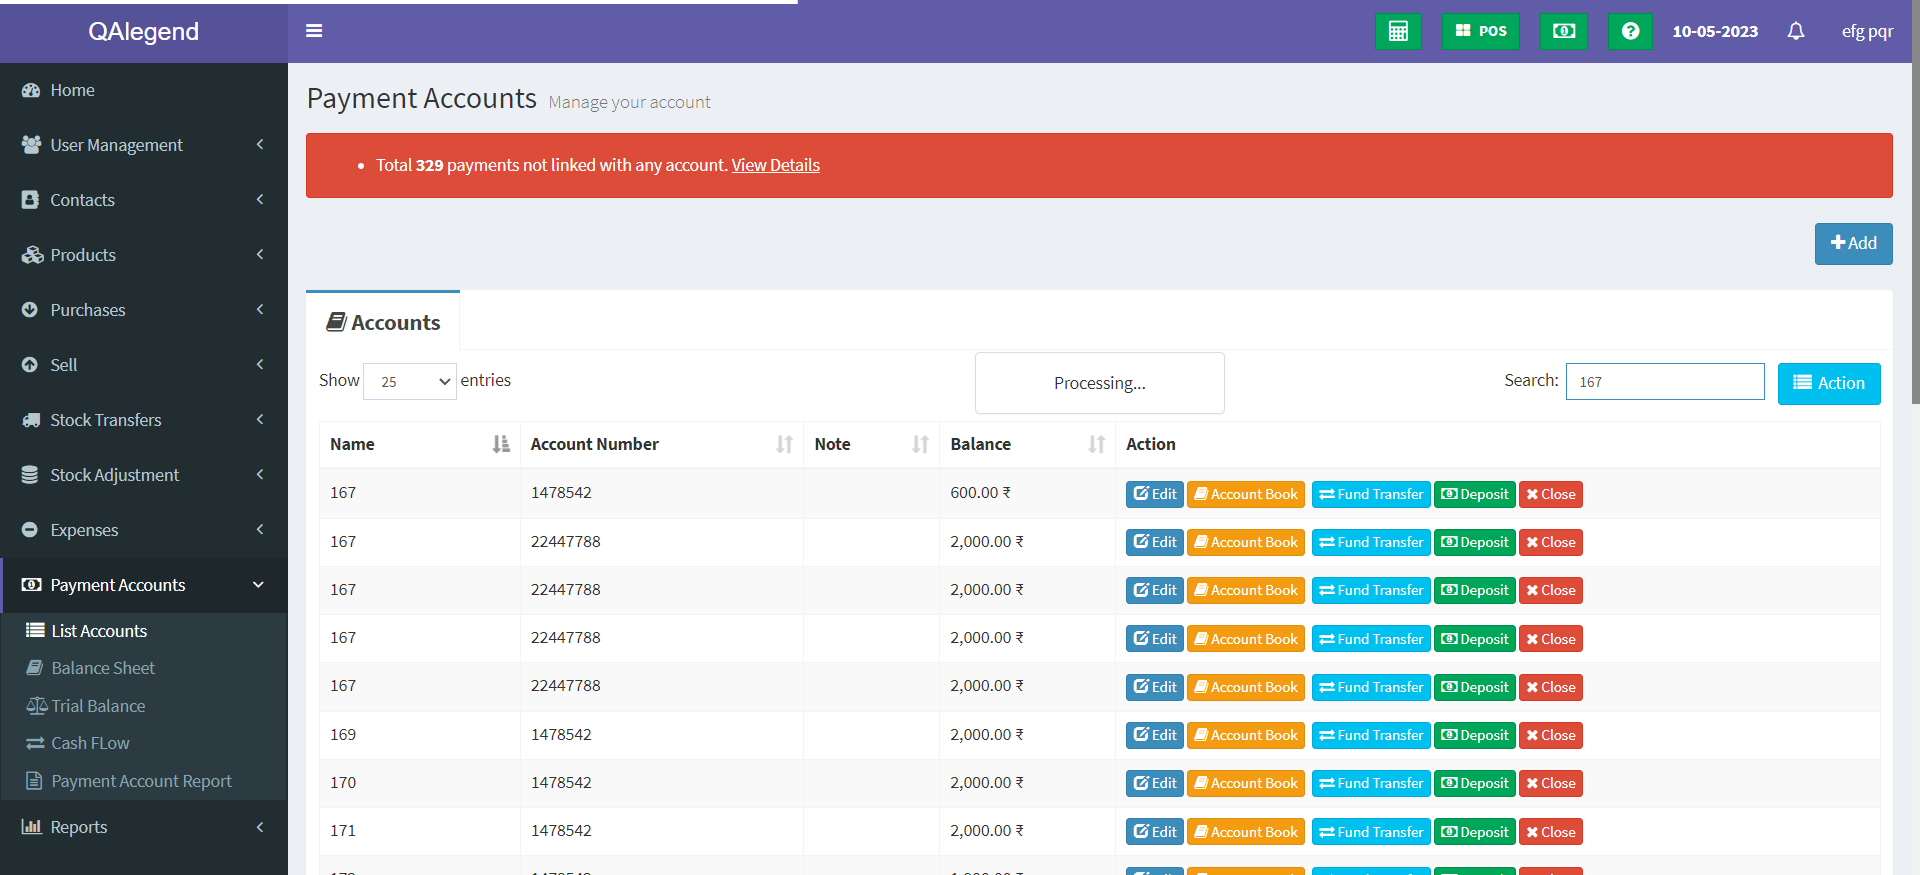 QAlegend
POS
10-05-2023
efg pqr
Home
User Management
Contacts
Products
Purchases
Sell
Stock Transfers
Stock Adjustment
Expenses
Payment Accounts
List Accounts
Balance Sheet
Trial Balance
Cash FLow
Payment Account Report
Reports
Payment Accounts Manage your account
Total 329 payments not linked with any account. View Details
Add
Accounts
Show 25 entries
Processing...
Search: 167
Action
Name Account Number Note Balance Action
167 1478542 600.00 ₹ Edit Account Book Fund Transfer Deposit Close
167 22447788 2,000.00 ₹ Edit Account Book Fund Transfer Deposit Close
167 22447788 2,000.00 ₹ Edit Account Book Fund Transfer Deposit Close
167 22447788 2,000.00 ₹ Edit Account Book Fund Transfer Deposit Close
167 22447788 2,000.00 ₹ Edit Account Book Fund Transfer Deposit Close
169 1478542 2,000.00 ₹ Edit Account Book Fund Transfer Deposit Close
170 1478542 2,000.00 ₹ Edit Account Book Fund Transfer Deposit Close
171 1478542 2,000.00 ₹ Edit Account Book Fund Transfer Deposit Close